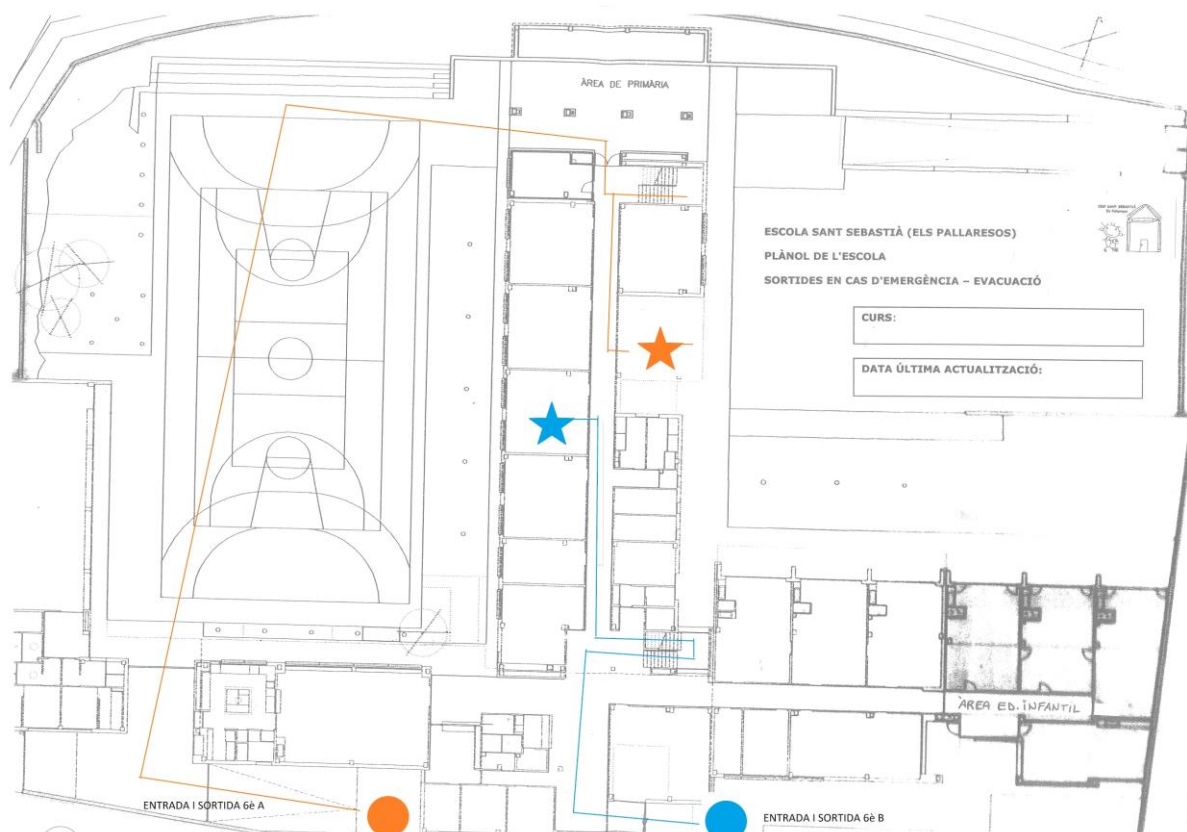 ÀREA DE PRIMÀRIA
ESCOLA SANT SEBASTIÀ (ELS PALLARESOS)
PLÀNOL DE L'ESCOLA
SORTIDES EN CAS D'EMERGÈNCIA – EVACUACIÓ
CURS:
DATA ÚLTIMA ACTUALITZACIÓ:
ÀREA ED. INFANTIL
ENTRADA I SORTIDA 6è A
ENTRADA I SORTIDA 6è B